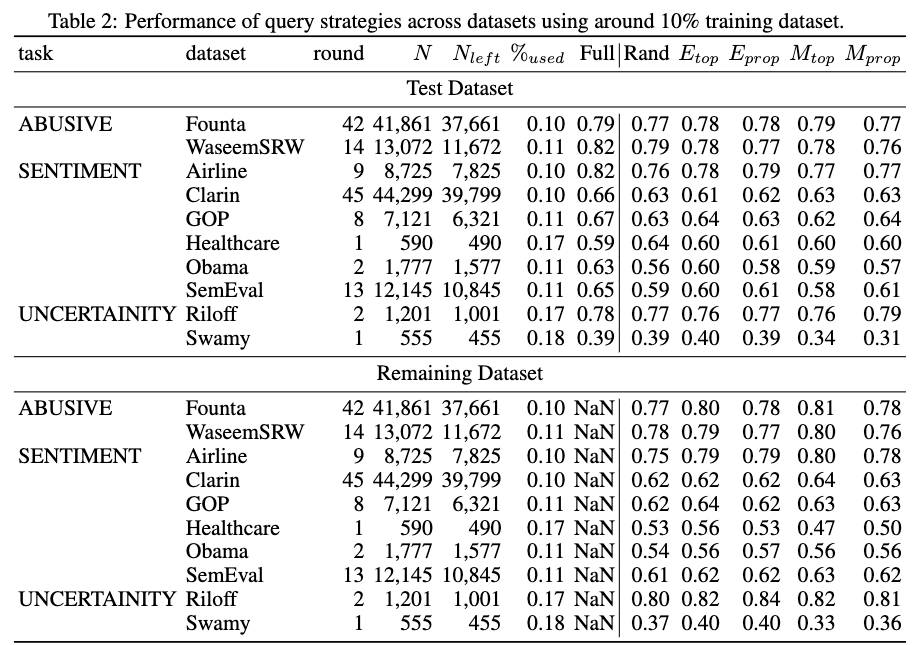 Table 2: Performance of query strategies across datasets using around 10% training dataset.
task dataset round N N_left %_used Full Rand E_top E_prop M_top M_prop
Test Dataset
ABUSIVE Founta 42 41,861 37,661 0.10 0.79 0.77 0.78 0.78 0.79 0.77
WaseemSRW 14 13,072 11,672 0.11 0.82 0.79 0.78 0.77 0.78 0.76
SENTIMENT Airline 9 8,725 7,825 0.10 0.82 0.76 0.78 0.79 0.77 0.77
Clarin 45 44,299 39,799 0.10 0.66 0.63 0.61 0.62 0.63 0.63
GOP 8 7,121 6,321 0.11 0.67 0.63 0.64 0.63 0.62 0.64
Healthcare 1 590 490 0.17 0.59 0.64 0.60 0.61 0.60 0.60
Obama 2 1,777 1,577 0.11 0.63 0.56 0.60 0.58 0.59 0.57
SemEval 13 12,145 10,845 0.11 0.65 0.59 0.60 0.61 0.58 0.61
UNCERTAINITY Riloff 2 1,201 1,001 0.17 0.78 0.77 0.76 0.77 0.76 0.79
Swamy 1 555 455 0.18 0.39 0.39 0.40 0.39 0.34 0.31
Remaining Dataset
ABUSIVE Founta 42 41,861 37,661 0.10 NaN 0.77 0.80 0.78 0.81 0.78
WaseemSRW 14 13,072 11,672 0.11 NaN 0.78 0.79 0.77 0.80 0.76
SENTIMENT Airline 9 8,725 7,825 0.10 NaN 0.75 0.79 0.79 0.80 0.78
Clarin 45 44,299 39,799 0.10 NaN 0.62 0.62 0.62 0.64 0.63
GOP 8 7,121 6,321 0.11 NaN 0.62 0.64 0.62 0.63 0.63
Healthcare 1 590 490 0.17 NaN 0.53 0.56 0.53 0.47 0.50
Obama 2 1,777 1,577 0.11 NaN 0.54 0.56 0.57 0.56 0.56
SemEval 13 12,145 10,845 0.11 NaN 0.61 0.62 0.62 0.63 0.62
UNCERTAINITY Riloff 2 1,201 1,001 0.17 NaN 0.80 0.82 0.84 0.82 0.81
Swamy 1 555 455 0.18 NaN 0.37 0.40 0.40 0.33 0.36